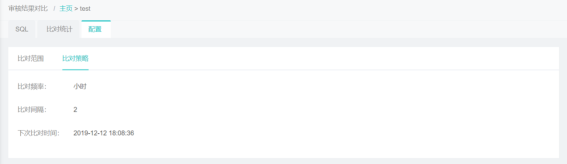 审核结果对比 / 主页 > test
SQL 比对统计 配置
比对范围 比对策略
比对频率： 小时
比对间隔： 2
下次比对时间： 2019-12-12 18:08:36